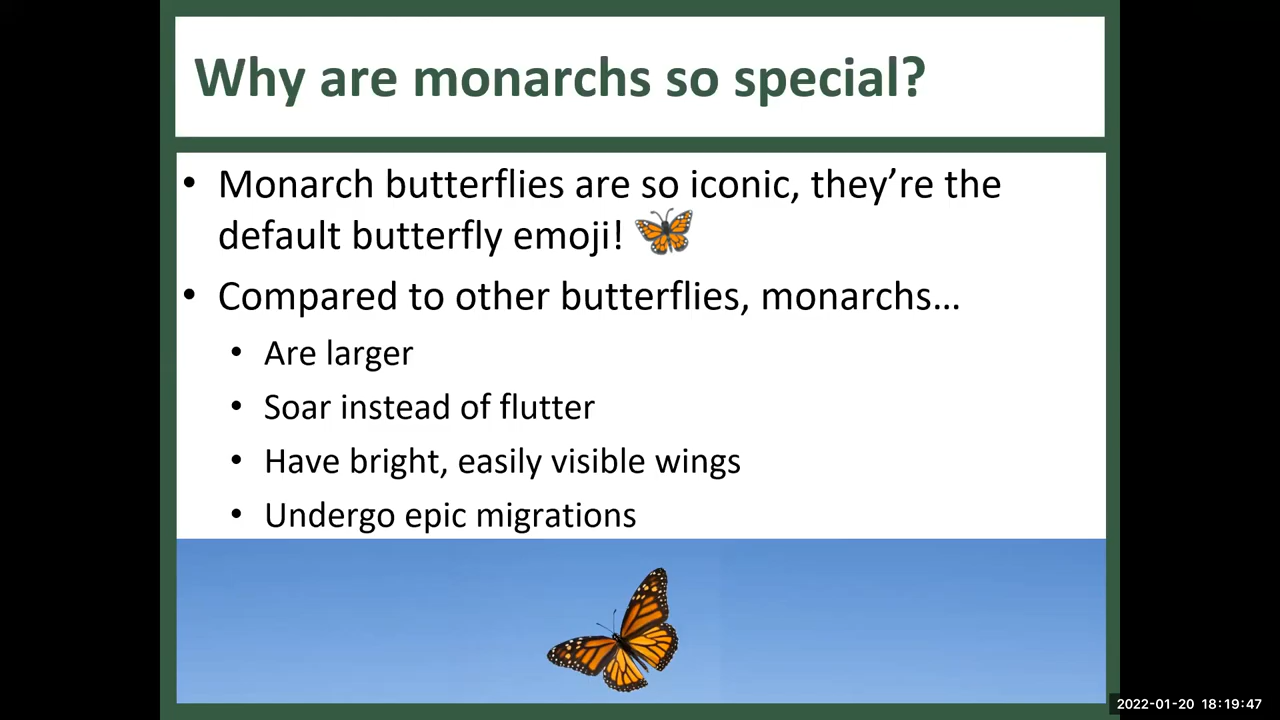 Why are monarchs so special?
• Monarch butterflies are so iconic, they’re the
default butterfly emoji! 🦋
• Compared to other butterflies, monarchs…
• Are larger
• Soar instead of flutter
• Have bright, easily visible wings
• Undergo epic migrations
2022-01-20 18:19:47